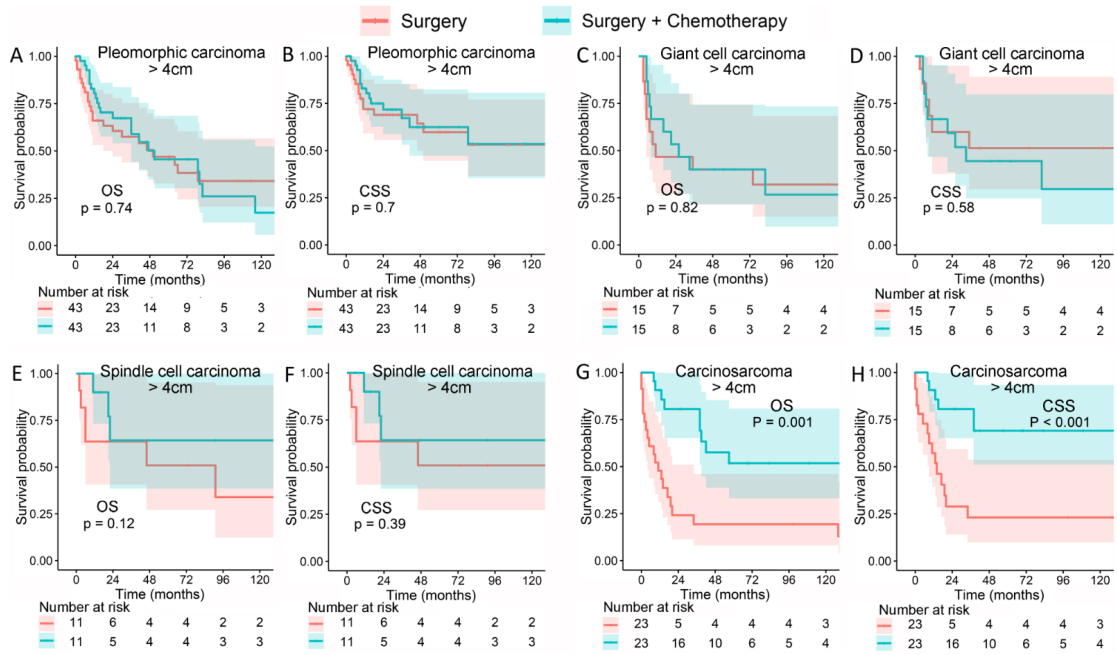 Surgery
Surgery + Chemotherapy
A
Pleomorphic carcinoma
> 4cm
Survival probability
1.00
0.75
0.50
0.25
0.00
OS
p = 0.74
0 24 48 72 96 120
Time (months)
Number at risk
43 23 14 9 5 3
43 23 11 8 3 2
B
Pleomorphic carcinoma
> 4cm
Survival probability
1.00
0.75
0.50
0.25
0.00
CSS
p = 0.7
0 24 48 72 96 120
Time (months)
Number at risk
43 23 14 9 5 3
43 23 11 8 3 2
C
Giant cell carcinoma
> 4cm
Survival probability
1.00
0.75
0.50
0.25
0.00
OS
p = 0.82
0 24 48 72 96 120
Time (months)
Number at risk
15 7 5 5 4 4
15 8 6 3 2 2
D
Giant cell carcinoma
> 4cm
Survival probability
1.00
0.75
0.50
0.25
0.00
CSS
p = 0.58
0 24 48 72 96 120
Time (months)
Number at risk
15 7 5 5 4 4
15 8 6 3 2 2
E
Spindle cell carcinoma
> 4cm
Survival probability
1.00
0.75
0.50
0.25
0.00
OS
p = 0.12
0 24 48 72 96 120
Time (months)
Number at risk
11 6 4 4 2 2
11 5 4 4 3 3
F
Spindle cell carcinoma
> 4cm
Survival probability
1.00
0.75
0.50
0.25
0.00
CSS
p = 0.39
0 24 48 72 96 120
Time (months)
Number at risk
11 6 4 4 2 2
11 5 4 4 3 3
G
Carcinosarcoma
> 4cm
Survival probability
1.00
0.75
0.50
0.25
0.00
OS
P = 0.001
0 24 48 72 96 120
Time (months)
Number at risk
23 5 4 4 4 3
23 16 10 6 5 4
H
Carcinosarcoma
> 4cm
Survival probability
1.00
0.75
0.50
0.25
0.00
CSS
P < 0.001
0 24 48 72 96 120
Time (months)
Number at risk
23 5 4 4 4 3
23 16 10 6 5 4